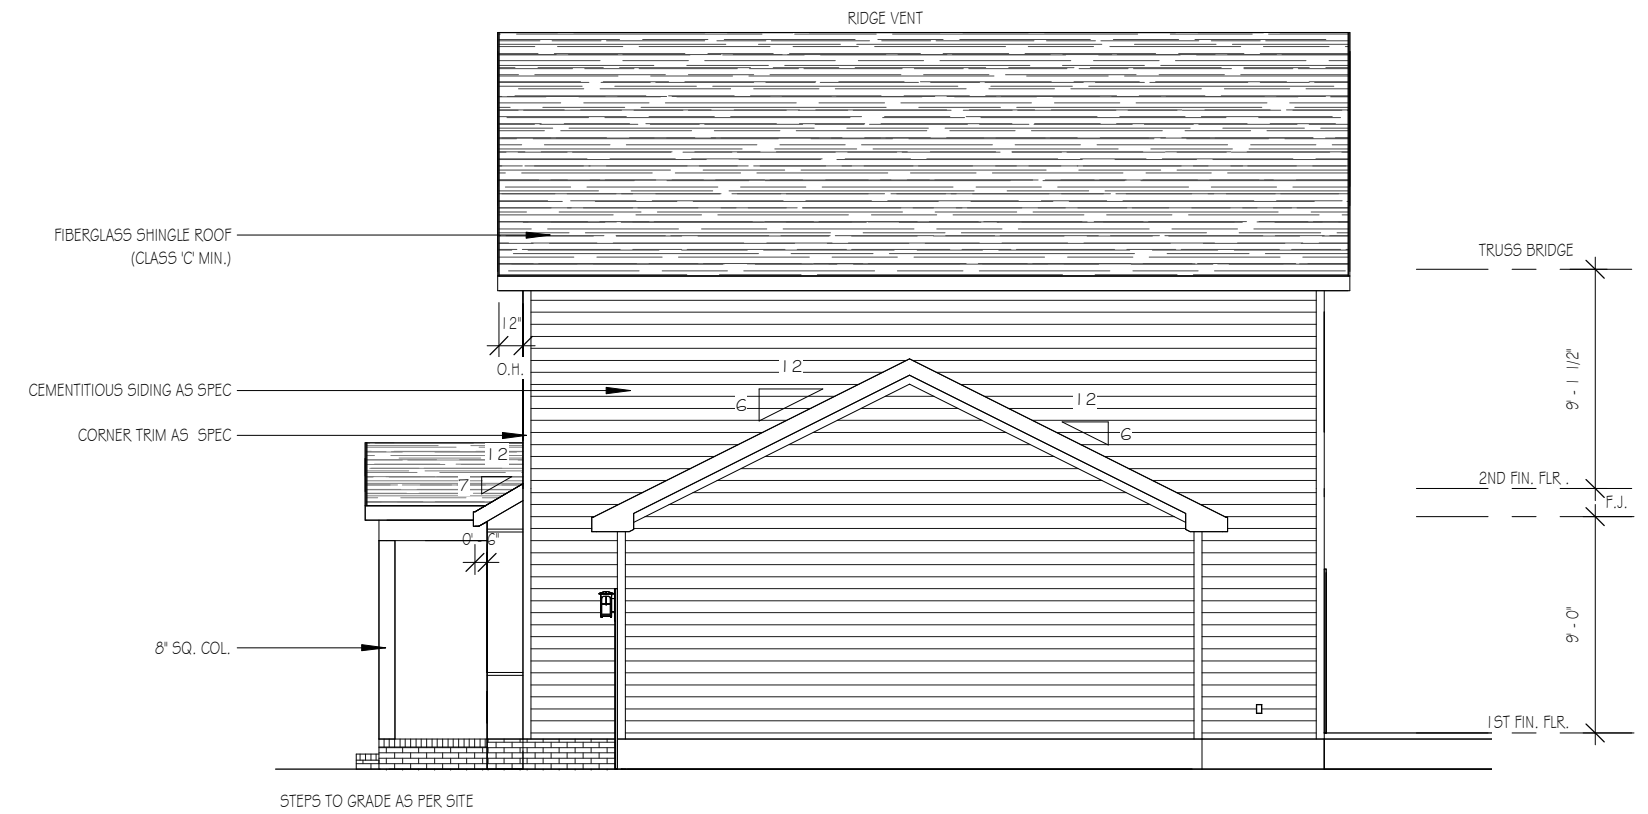 RIDGE VENT
FIBERGLASS SHINGLE ROOF
(CLASS 'C' MIN.)
TRUSS BRIDGE
12"
O.H.
12
6
12
6
CEMENTITIOUS SIDING AS SPEC
CORNER TRIM AS SPEC
12
7
9' - 1 1/2"
2ND FIN. FLR.
F.J.
0' - 6"
8" SQ. COL.
9' - 0"
1ST FIN. FLR.
STEPS TO GRADE AS PER SITE